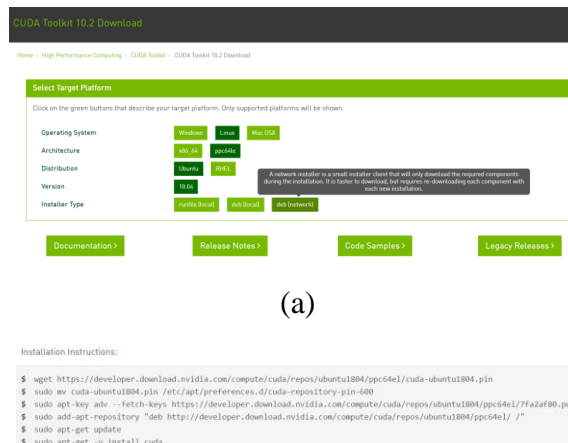 CUDA Toolkit 10.2 Download
Home > High Performance Computing > CUDA Toolkit > CUDA Toolkit 10.2 Download
Select Target Platform
Click on the green buttons that describe your target platform. Only supported platforms will be shown.
Operating System Windows Linux Mac OSX
Architecture x86_64 ppc64le
Distribution Ubuntu RHEL
A network installer is a small installer client that will only download the required components
during the installation. It is faster to download, but requires re-downloading each component with
each new installation.
Version 18.04
Installer Type runfile (local) deb (local) deb (network)
Documentation > Release Notes > Code Samples > Legacy Releases >
(a)
Installation Instructions:
$ wget https://developer.download.nvidia.com/compute/cuda/repos/ubuntu1804/ppc64el/cuda-ubuntu1804.pin
$ sudo mv cuda-ubuntu1804.pin /etc/apt/preferences.d/cuda-repository-pin-600
$ sudo apt-key adv --fetch-keys https://developer.download.nvidia.com/compute/cuda/repos/ubuntu1804/ppc64el/7fa2af80.pu
$ sudo add-apt-repository "deb http://developer.download.nvidia.com/compute/cuda/repos/ubuntu1804/ppc64el/ /"
$ sudo apt-get update
$ sudo apt-get -y install cuda